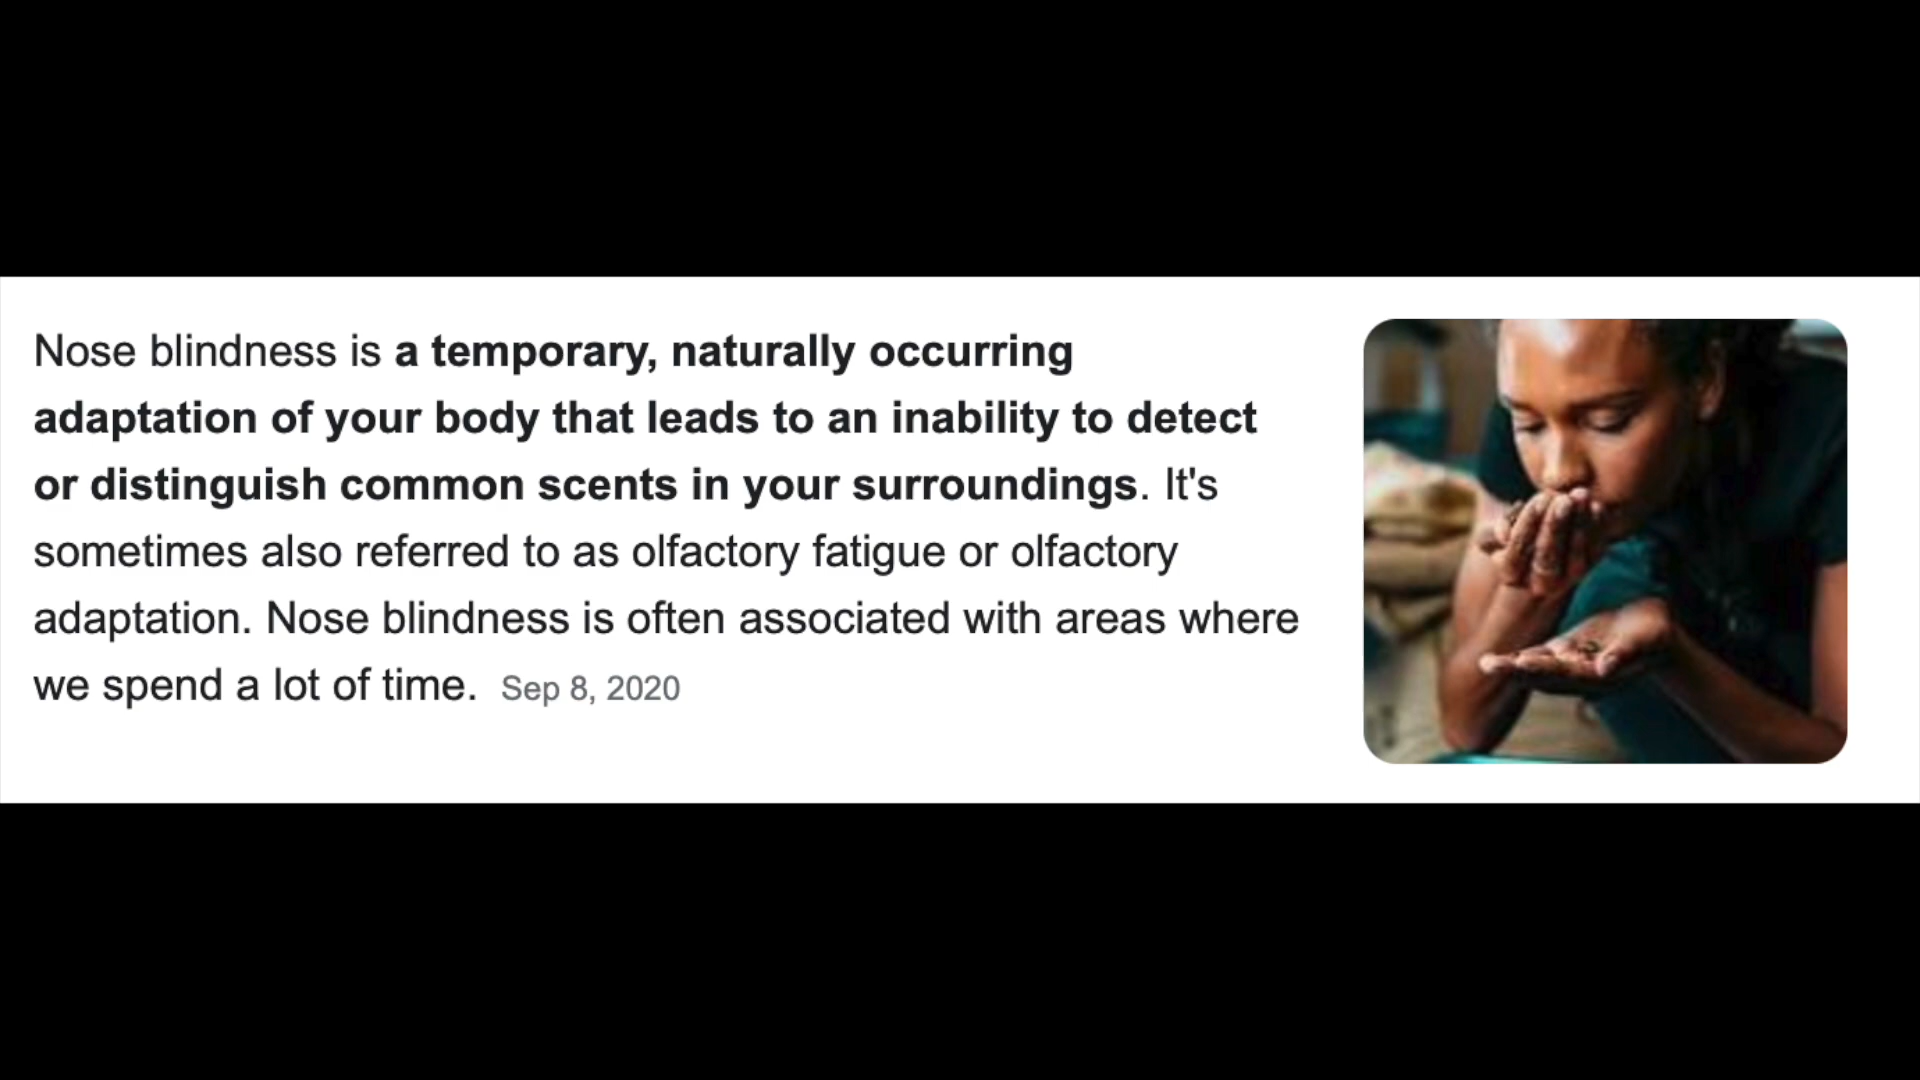 Nose blindness is a temporary, naturally occurring
adaptation of your body that leads to an inability to detect
or distinguish common scents in your surroundings. It's
sometimes also referred to as olfactory fatigue or olfactory
adaptation. Nose blindness is often associated with areas where
we spend a lot of time. Sep 8, 2020